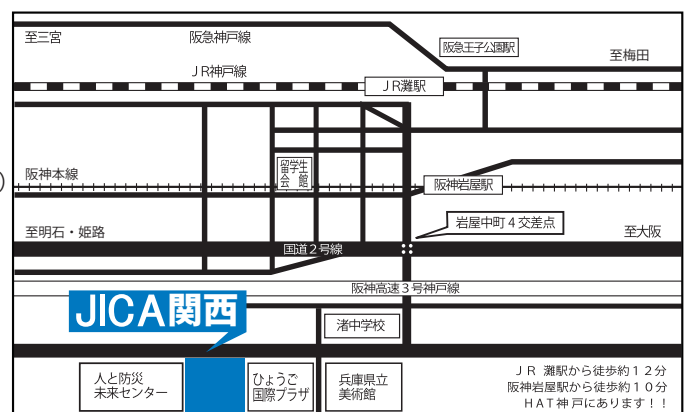 至三宮
阪急神戸線
阪急王子公園駅
至梅田
ＪＲ神戸線
ＪＲ灘駅
留学生
会　館
阪神本線
阪神岩屋駅
岩屋中町４交差点
至明石・姫路
至大阪
国道２号線
阪神高速３号神戸線
JICA関西
渚中学校
人と防災
未来センター
ひょうご
国際プラザ
兵庫県立
美術館
ＪＲ 灘駅から徒歩約１２分
阪神岩屋駅から徒歩約１０分
ＨＡＴ神戸にあります！！